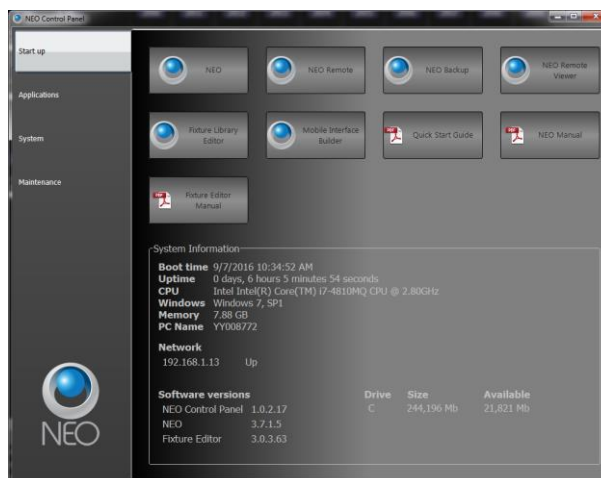 NEO Control Panel
Start up
Applications
System
Maintenance
NEO
NEO Remote
NEO Backup
NEO Remote
Viewer
Fixture Library
Editor
Mobile Interface
Builder
Quick Start Guide
NEO Manual
Fixture Editor
Manual
System Information
Boot time 9/7/2016 10:34:52 AM
Uptime 0 days, 6 hours 5 minutes 54 seconds
CPU Intel Intel(R) Core(TM) i7-4810MQ CPU @ 2.80GHz
Windows Windows 7, SP1
Memory 7.88 GB
PC Name YY008772
Network
192.168.1.13 Up
Software versions Drive Size Available
NEO Control Panel 1.0.2.17 C 244,196 Mb 21,821 Mb
NEO 3.7.1.5
Fixture Editor 3.0.3.63
NEO